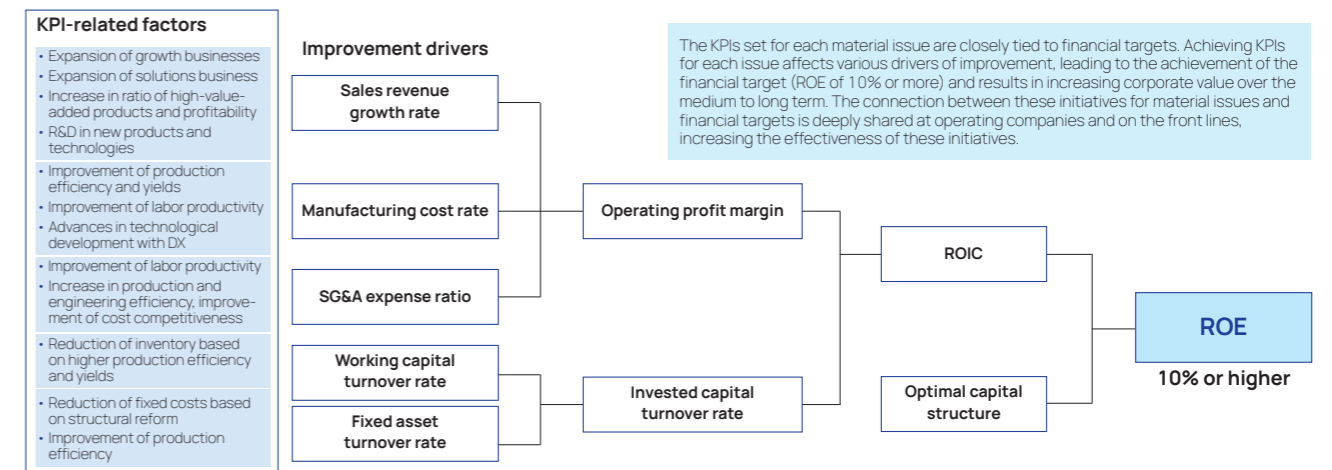 KPI-related factors
• Expansion of growth businesses
• Expansion of solutions business
• Increase in ratio of high-value-
added products and profitability
• R&D in new products and
technologies
• Improvement of production
efficiency and yields
• Improvement of labor productivity
• Advances in technological
development with DX
• Improvement of labor productivity
• Increase in production and
engineering efficiency, improve-
ment of cost competitiveness
• Reduction of inventory based
on higher production efficiency
and yields
• Reduction of fixed costs based
on structural reform
• Improvement of production
efficiency
Improvement drivers
Sales revenue
growth rate
Manufacturing cost rate
SG&A expense ratio
Working capital
turnover rate
Fixed asset
turnover rate
Operating profit margin
Invested capital
turnover rate
The KPIs set for each material issue are closely tied to financial targets. Achieving KPIs
for each issue affects various drivers of improvement, leading to the achievement of the
financial target (ROE of 10% or more) and results in increasing corporate value over the
medium to long term. The connection between these initiatives for material issues and
financial targets is deeply shared at operating companies and on the front lines,
increasing the effectiveness of these initiatives.
ROIC
Optimal capital
structure
ROE
10% or higher